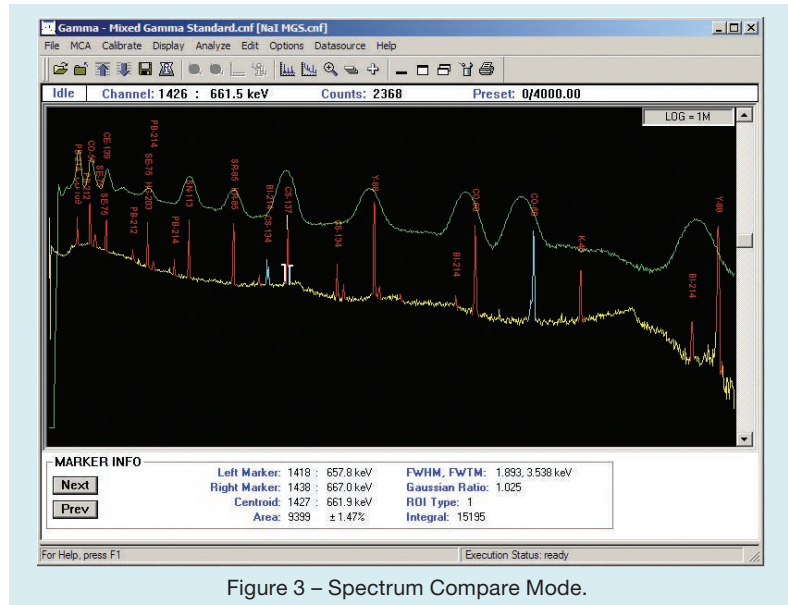 Gamma - Mixed Gamma Standard.cnf [NaI MGS.cnf]
File MCA Calibrate Display Analyze Edit Options Datasource Help
Idle Channel: 1426 : 661.5 keV Counts: 2368 Preset: 0/4000.00
LOG = 1M
CE-139
PB-214
SE-75
PB-212
SE-75
PB-212
PB-214
SN-113
SR-85
BI-214
CS-134
CS-137
CS-134
Y-88
BI-214
CO-60
CO-60
K-40
BI-214
Y-88
MARKER INFO
Next
Prev
Left Marker: 1418 : 657.8 keV FWHM, FWTM: 1.893, 3.538 keV
Right Marker: 1438 : 667.0 keV Gaussian Ratio: 1.025
Centroid: 1427 : 661.9 keV ROI Type: 1
Area: 9399 ± 1.47% Integral: 15195
For Help, press F1 Execution Status: ready
Figure 3 – Spectrum Compare Mode.